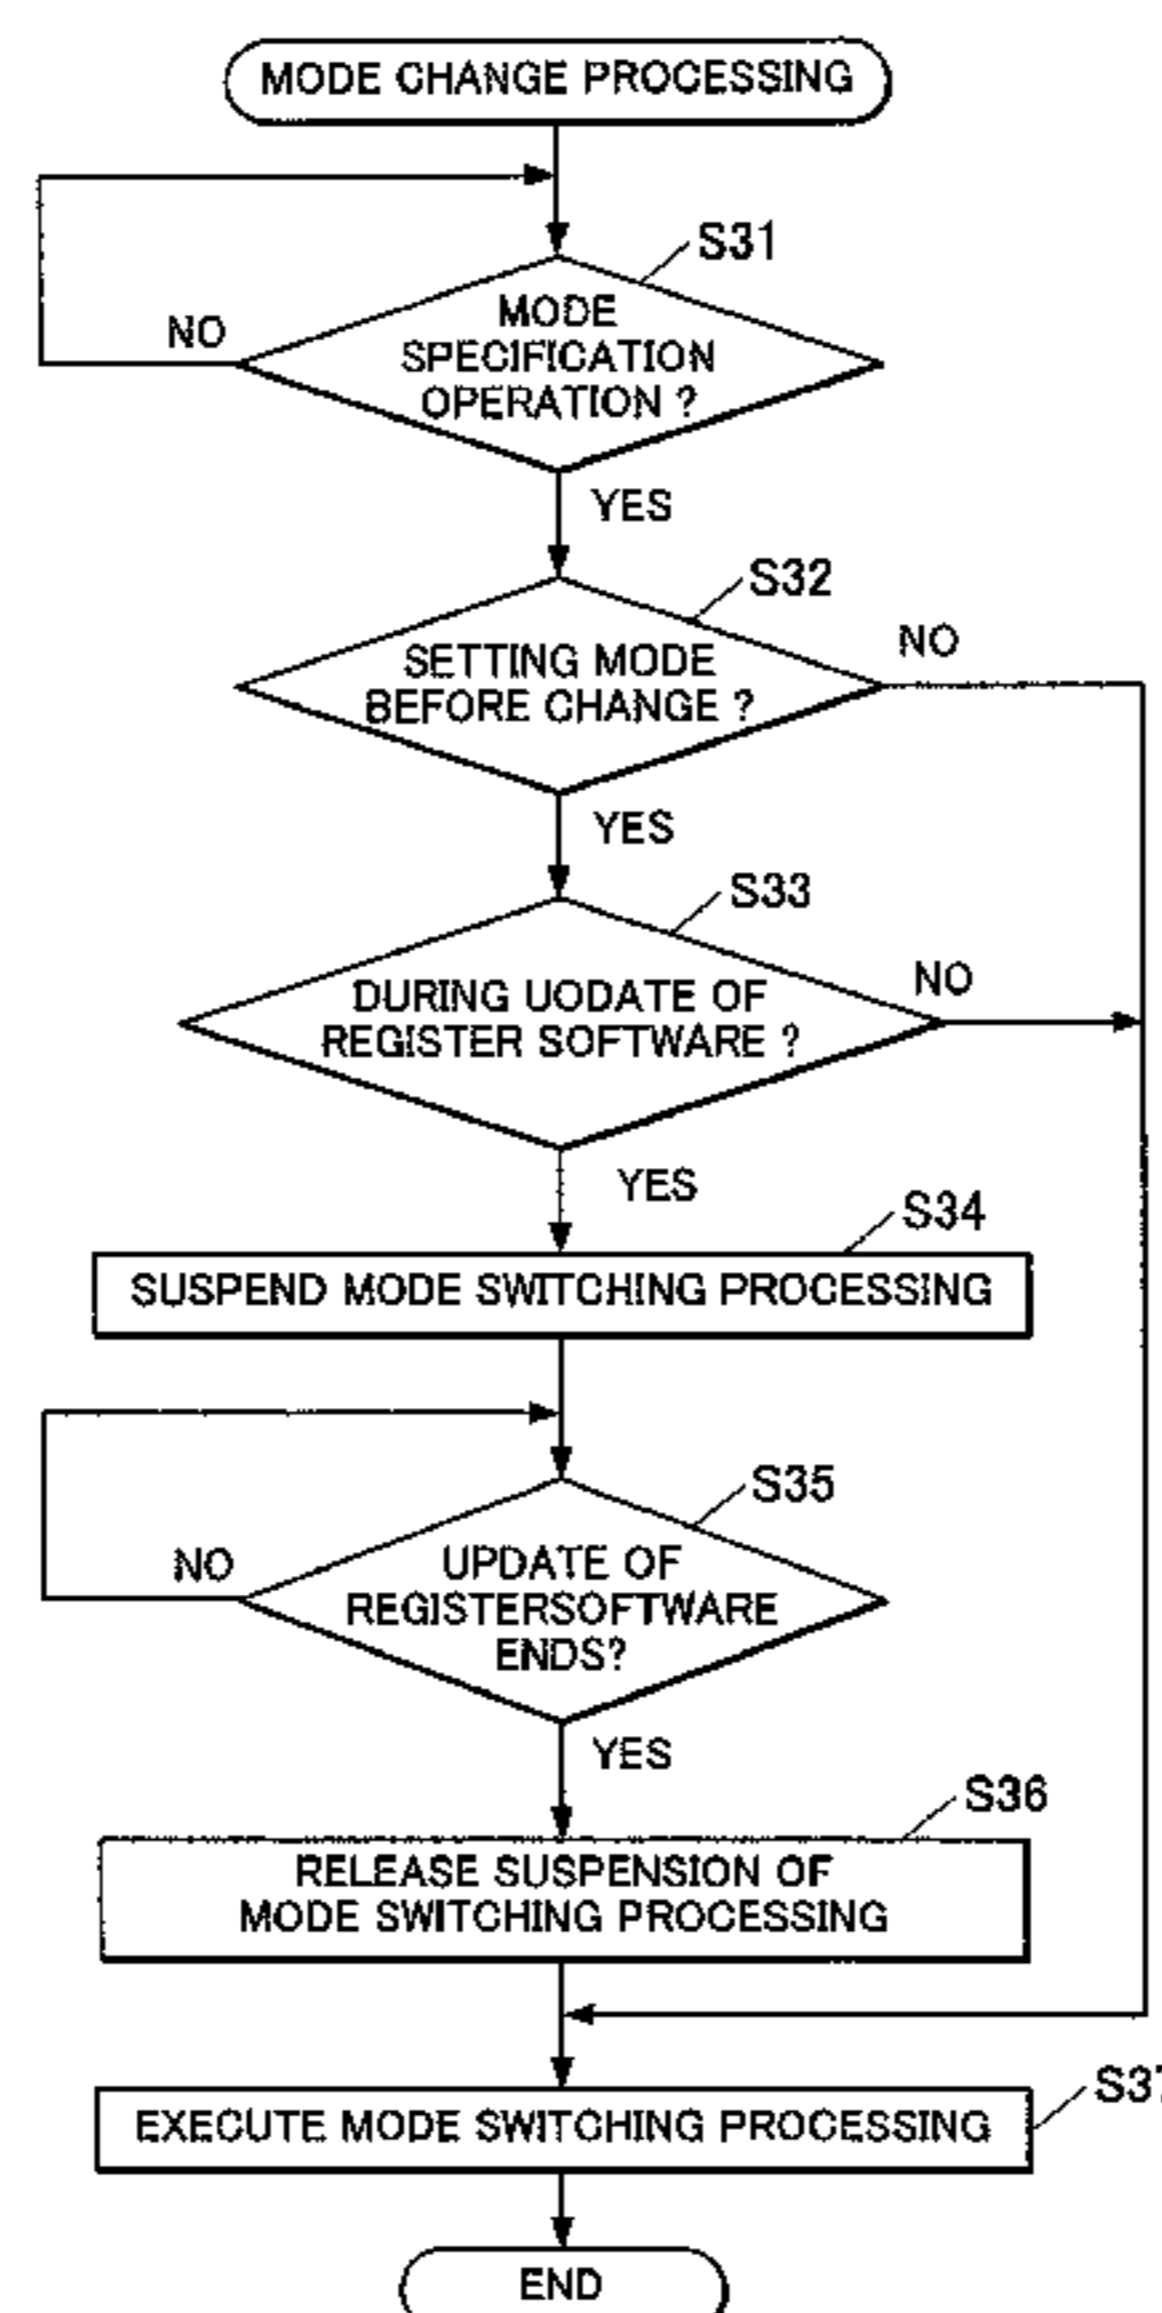 MODE CHANGE PROCESSING
S31
MODE
SPECIFICATION
OPERATION ?
NO
YES
S32
SETTING MODE
BEFORE CHANGE ?
NO
YES
S33
DURING UODATE OF
REGISTER SOFTWARE ?
NO
YES
S34
SUSPEND MODE SWITCHING PROCESSING
S35
UPDATE OF
REGISTERSOFTWARE
ENDS?
NO
YES
S36
RELEASE SUSPENSION OF
MODE SWITCHING PROCESSING
S37
EXECUTE MODE SWITCHING PROCESSING
END